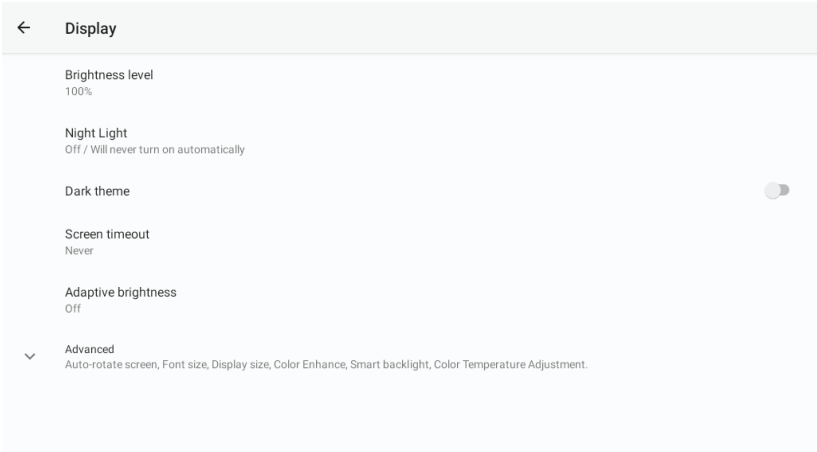 Display
Brightness level
100%
Night Light
Off / Will never turn on automatically
Dark theme
Screen timeout
Never
Adaptive brightness
Off
Advanced
Auto-rotate screen, Font size, Display size, Color Enhance, Smart backlight, Color Temperature Adjustment.